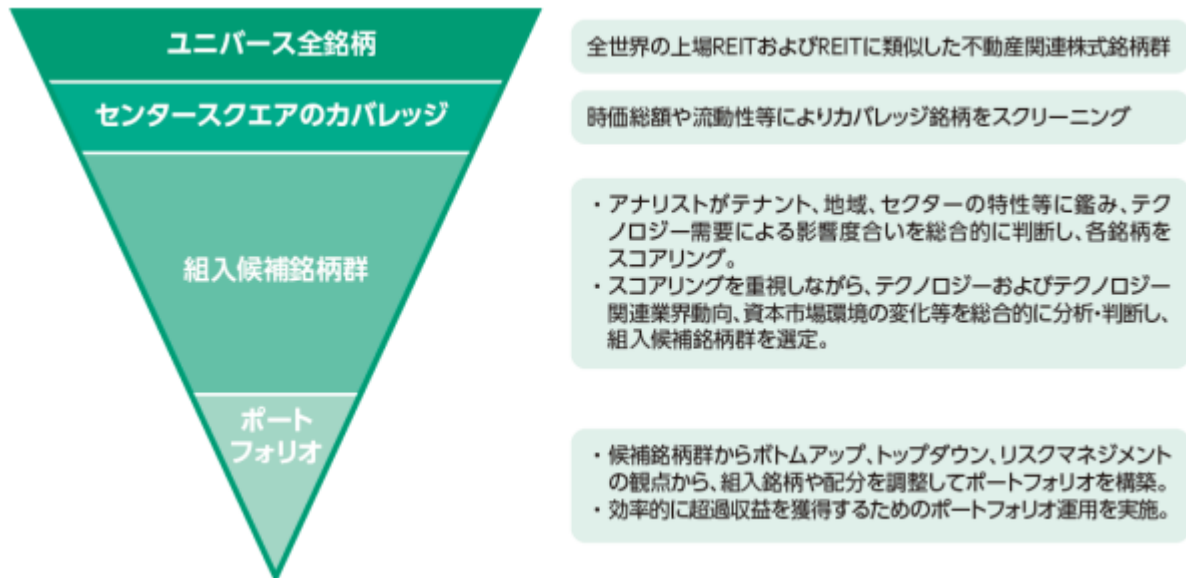 ユニバース全銘柄
全世界の上場REITおよびREITに類似した不動産関連株式銘柄群
センタースクエアのカバレッジ
時価総額や流動性等によりカバレッジ銘柄をスクリーニング
組入候補銘柄群
・アナリストがテナント、地域、セクターの特性等に鑑み、テク
ノロジー需要による影響度合いを総合的に判断し、各銘柄を
スコアリング。
・スコアリングを重視しながら、テクノロジーおよびテクノロジー
関連業界動向、資本市場環境の変化等を総合的に分析・判断し、
組入候補銘柄群を選定。
ポート
フォリオ
・候補銘柄群からボトムアップ、トップダウン、リスクマネジメント
の観点から、組入銘柄や配分を調整してポートフォリオを構築。
・効率的に超過収益を獲得するためのポートフォリオ運用を実施。